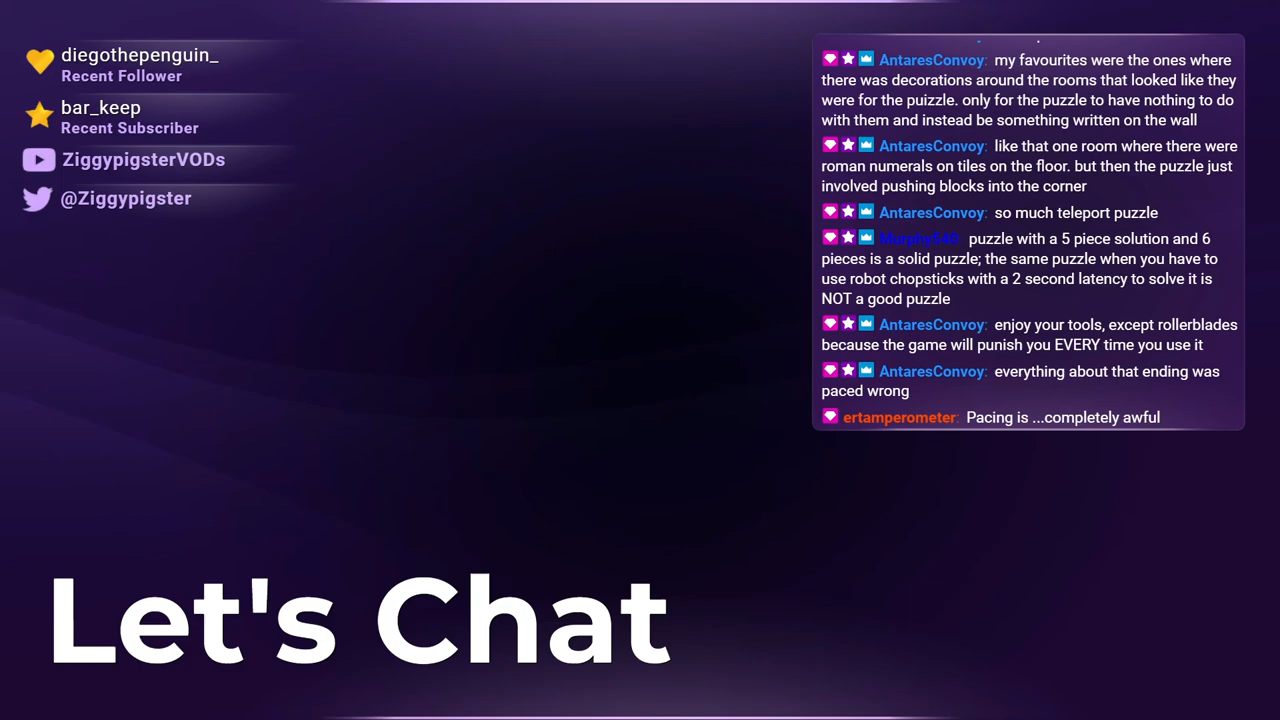 diegothepenguin_
Recent Follower
bar_keep
Recent Subscriber
ZiggypigsterVODs
@Ziggypigster
AntaresConvoy: my favourites were the ones where
there was decorations around the rooms that looked like they
were for the puizzle. only for the puzzle to have nothing to do
with them and instead be something written on the wall
AntaresConvoy: like that one room where there were
roman numerals on tiles on the floor. but then the puzzle just
involved pushing blocks into the corner
AntaresConvoy: so much teleport puzzle
Murphy540: puzzle with a 5 piece solution and 6
pieces is a solid puzzle; the same puzzle when you have to
use robot chopsticks with a 2 second latency to solve it is
NOT a good puzzle
AntaresConvoy: enjoy your tools, except rollerblades
because the game will punish you EVERY time you use it
AntaresConvoy: everything about that ending was
paced wrong
ertamperometer: Pacing is ...completely awful
Let's Chat